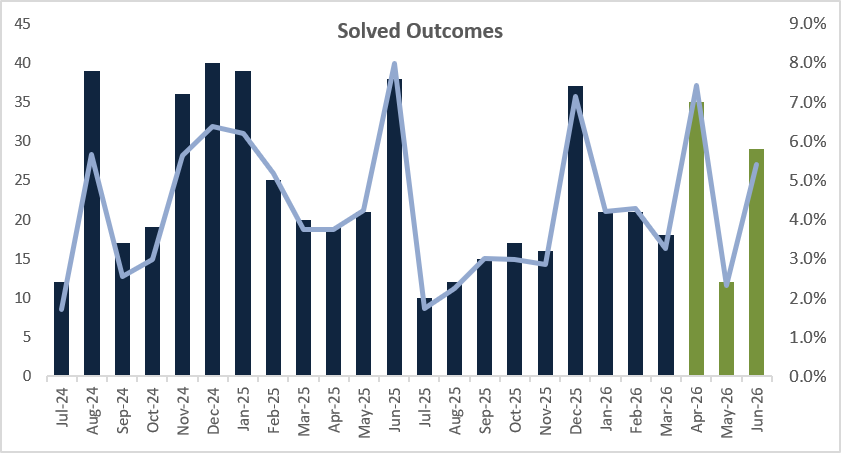 Solved Outcomes
45
40
35
30
25
20
15
10
5
0
9.0%
8.0%
7.0%
6.0%
5.0%
4.0%
3.0%
2.0%
1.0%
0.0%
Jul-24
Aug-24
Sep-24
Oct-24
Nov-24
Dec-24
Jan-25
Feb-25
Mar-25
Apr-25
May-25
Jun-25
Jul-25
Aug-25
Sep-25
Oct-25
Nov-25
Dec-25
Jan-26
Feb-26
Mar-26
Apr-26
May-26
Jun-26